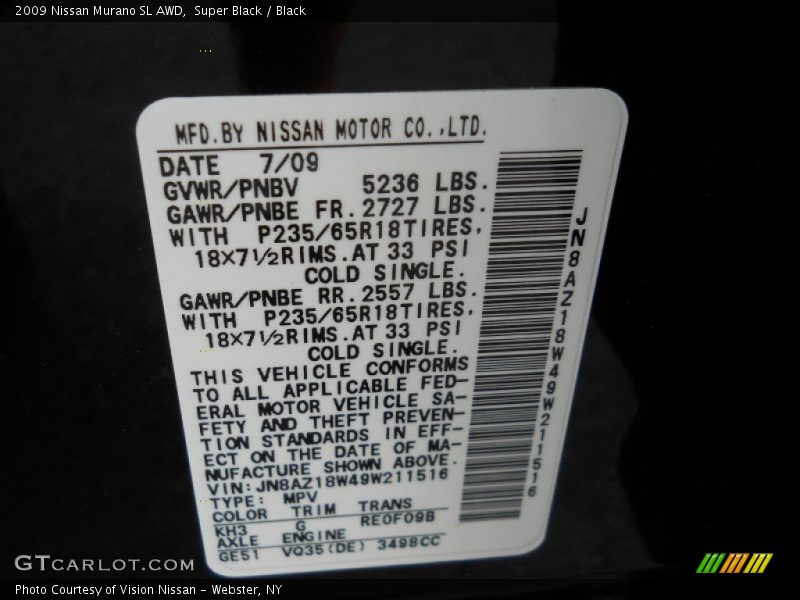 2009 Nissan Murano SL AWD,  Super Black / Black
MFD.BY NISSAN MOTOR CO.,LTD.
DATE 7/09
GVWR/PNBV 5236 LBS.
GAWR/PNBE FR. 2727 LBS.
WITH P235/65R18TIRES,
18×7½RIMS.AT 33 PSI
COLD SINGLE.
GAWR/PNBE RR. 2557 LBS.
WITH P235/65R18TIRES,
18×7½RIMS.AT 33 PSI
COLD SINGLE.
THIS VEHICLE CONFORMS
TO ALL APPLICABLE FED-
ERAL MOTOR VEHICLE SA-
FETY AND THEFT PREVEN-
TION STANDARDS IN EFF-
ECT ON THE DATE OF MA-
NUFACTURE SHOWN ABOVE.
VIN:JN8AZ18W49W211516
TYPE: MPV
COLOR TRIM TRANS
KH3 G RE0F09B
AXLE ENGINE
GE51 VQ35(DE) 3498CC
JN8AZ18W49W211516
GTCARLOT.COM
Photo Courtesy of Vision Nissan - Webster, NY